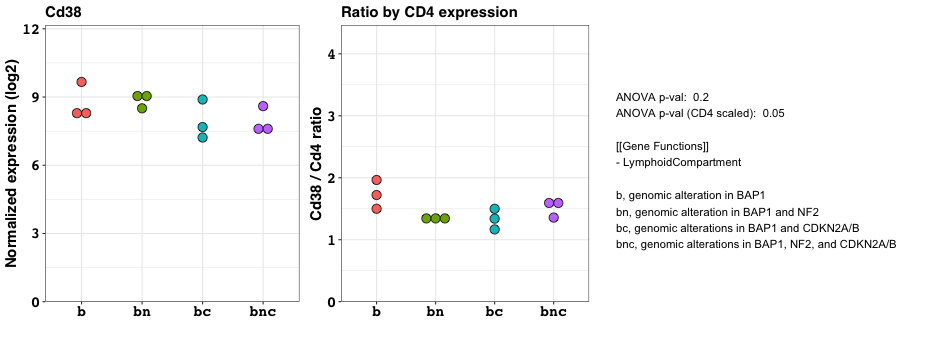 Cd38
Normalized expression (log2)
12
9
6
3
0
b bn bc bnc
Ratio by CD4 expression
Cd38 / Cd4 ratio
4
3
2
1
0
b bn bc bnc
ANOVA p-val:  0.2
ANOVA p-val (CD4 scaled):  0.05
[[Gene Functions]]
- LymphoidCompartment
b, genomic alteration in BAP1
bn, genomic alteration in BAP1 and NF2
bc, genomic alterations in BAP1 and CDKN2A/B
bnc, genomic alterations in BAP1, NF2, and CDKN2A/B